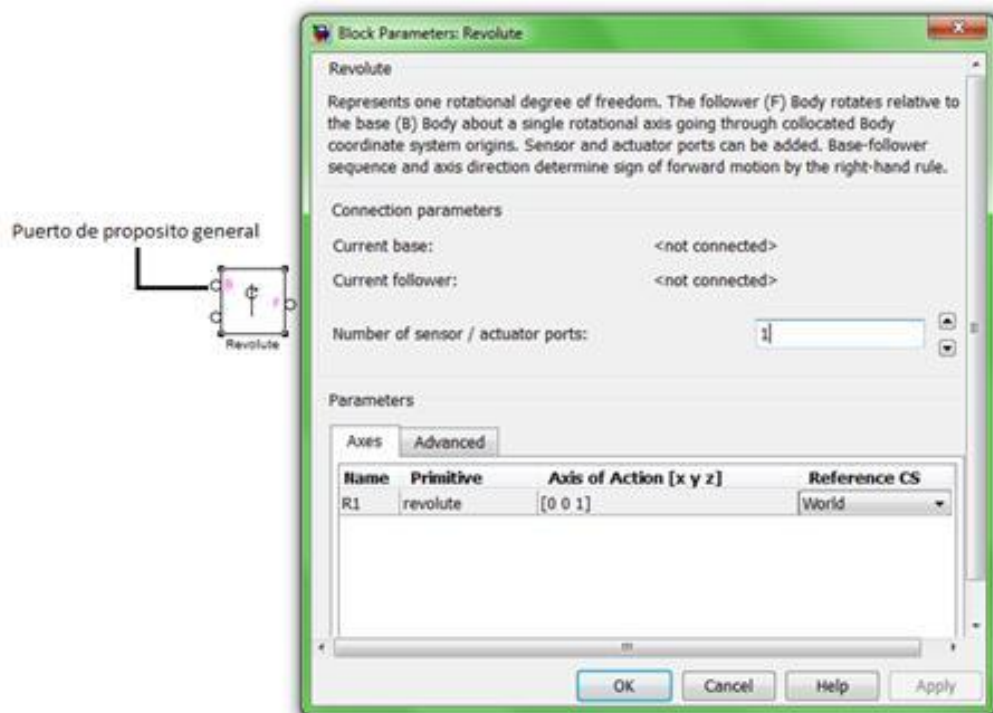 Block Parameters: Revolute
Revolute
Represents one rotational degree of freedom. The follower (F) Body rotates relative to
the base (B) Body about a single rotational axis going through collocated Body
coordinate system origins. Sensor and actuator ports can be added. Base-follower
sequence and axis direction determine sign of forward motion by the right-hand rule.
Connection parameters
Current base: <not connected>
Current follower: <not connected>
Number of sensor / actuator ports: 1
Parameters
Axes Advanced
Name Primitive Axis of Action [x y z] Reference CS
R1 revolute [0 0 1] World
OK Cancel Help Apply
Puerto de proposito general
B F
Revolute